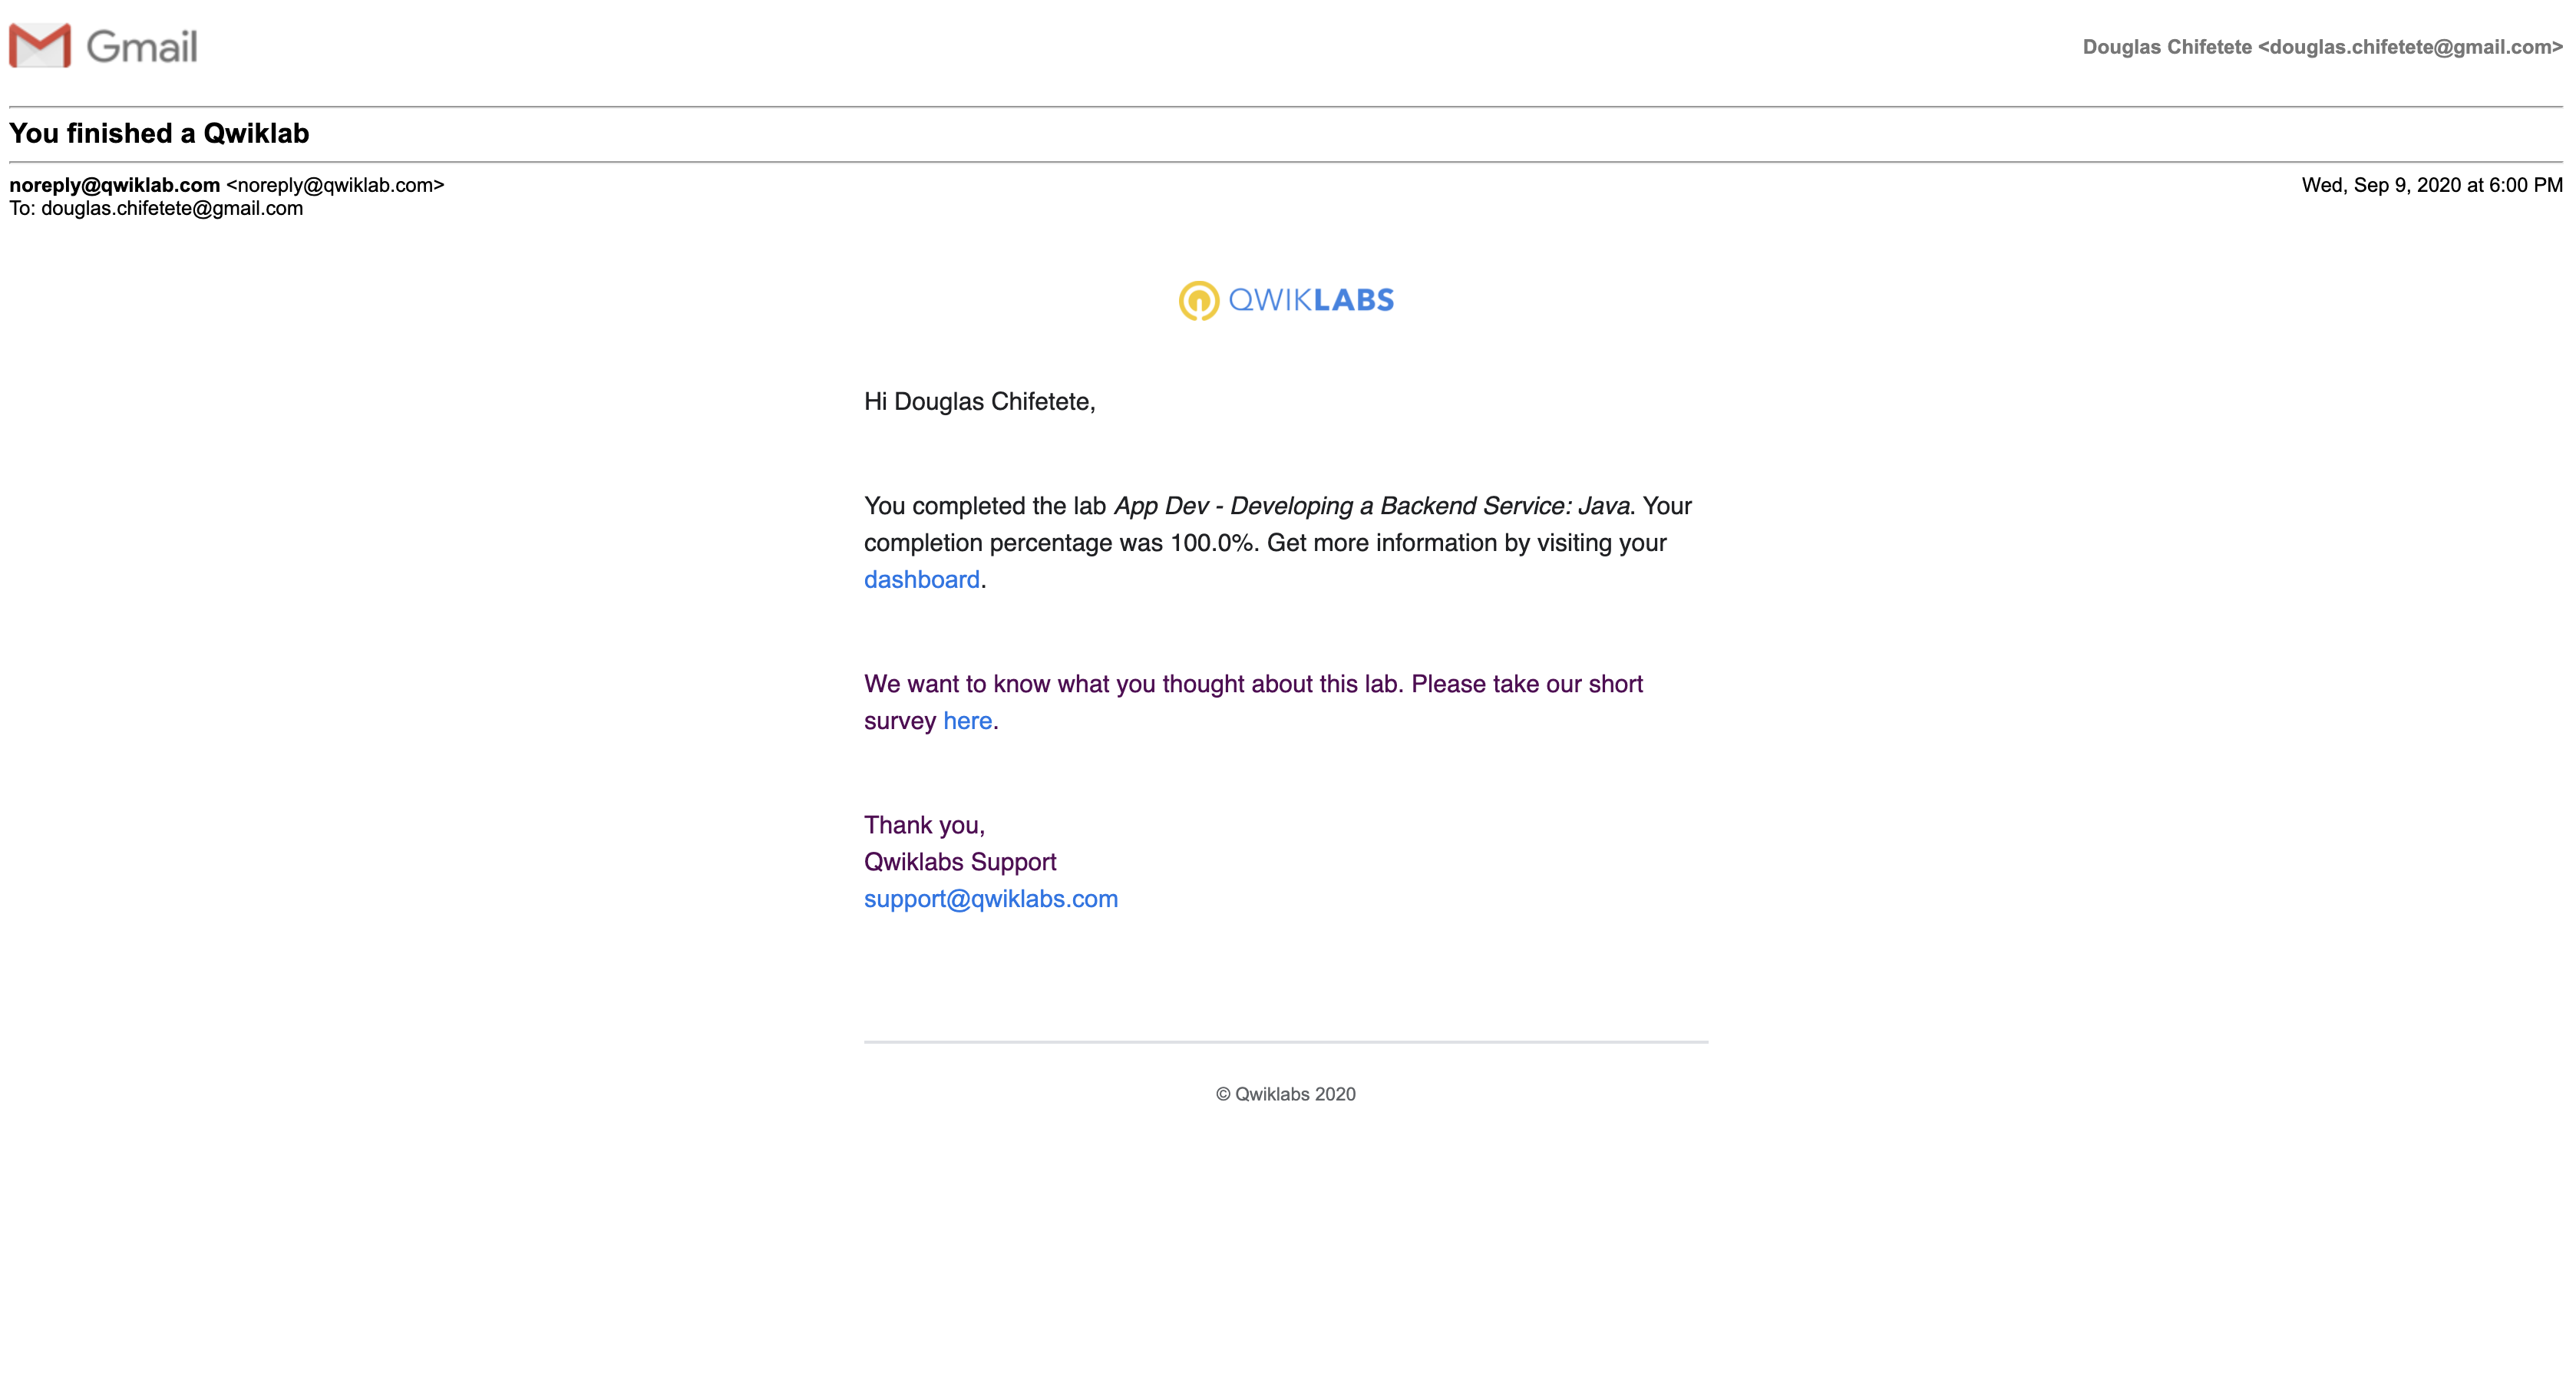 Gmail
Douglas Chifetete <douglas.chifetete@gmail.com>
You finished a Qwiklab
noreply@qwiklab.com <noreply@qwiklab.com>
Wed, Sep 9, 2020 at 6:00 PM
To: douglas.chifetete@gmail.com
QWIKLABS
Hi Douglas Chifetete,
You completed the lab App Dev - Developing a Backend Service: Java. Your
completion percentage was 100.0%. Get more information by visiting your
dashboard.
We want to know what you thought about this lab. Please take our short
survey here.
Thank you,
Qwiklabs Support
support@qwiklabs.com
© Qwiklabs 2020